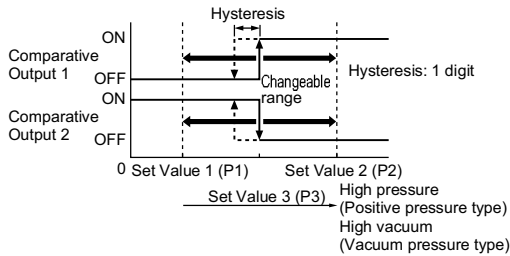 Hysteresis
ON
Comparative
Output 1
OFF
Hysteresis: 1 digit
Changeable
range
ON
Comparative
Output 2
OFF
0
Set Value 1 (P1)
Set Value 2 (P2)
Set Value 3 (P3)
High pressure
(Positive pressure type)
High vacuum
(Vacuum pressure type)